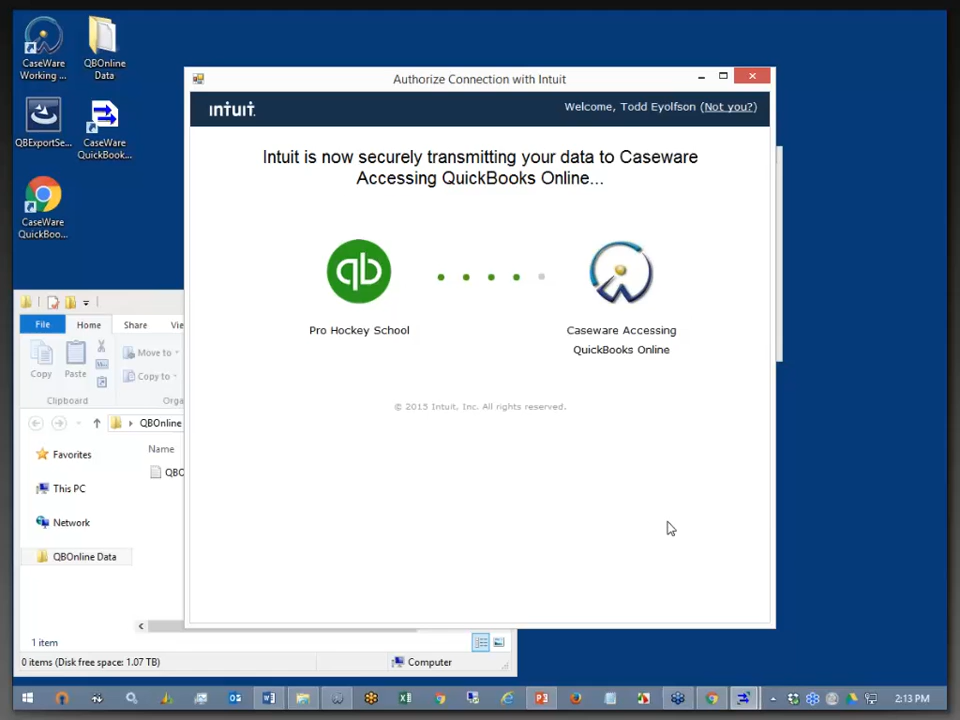 CaseWare
Working ...
QBOnline
Data
QBExportSe...
CaseWare
QuickBook...
CaseWare
QuickBoo...
Authorize Connection with Intuit
intuit.
Welcome, Todd Eyolfson (Not you?)
Intuit is now securely transmitting your data to Caseware
Accessing QuickBooks Online...
qb
Pro Hockey School
Caseware Accessing
QuickBooks Online
© 2015 Intuit, Inc. All rights reserved.
File
Home
Share
Vie
Copy
Paste
Move to
Copy to
Clipboard
Orga
QBOnline
Favorites
This PC
Network
QBOnline Data
Name
QBO
1 item
0 items (Disk free space: 1.07 TB)
Computer
2:13 PM